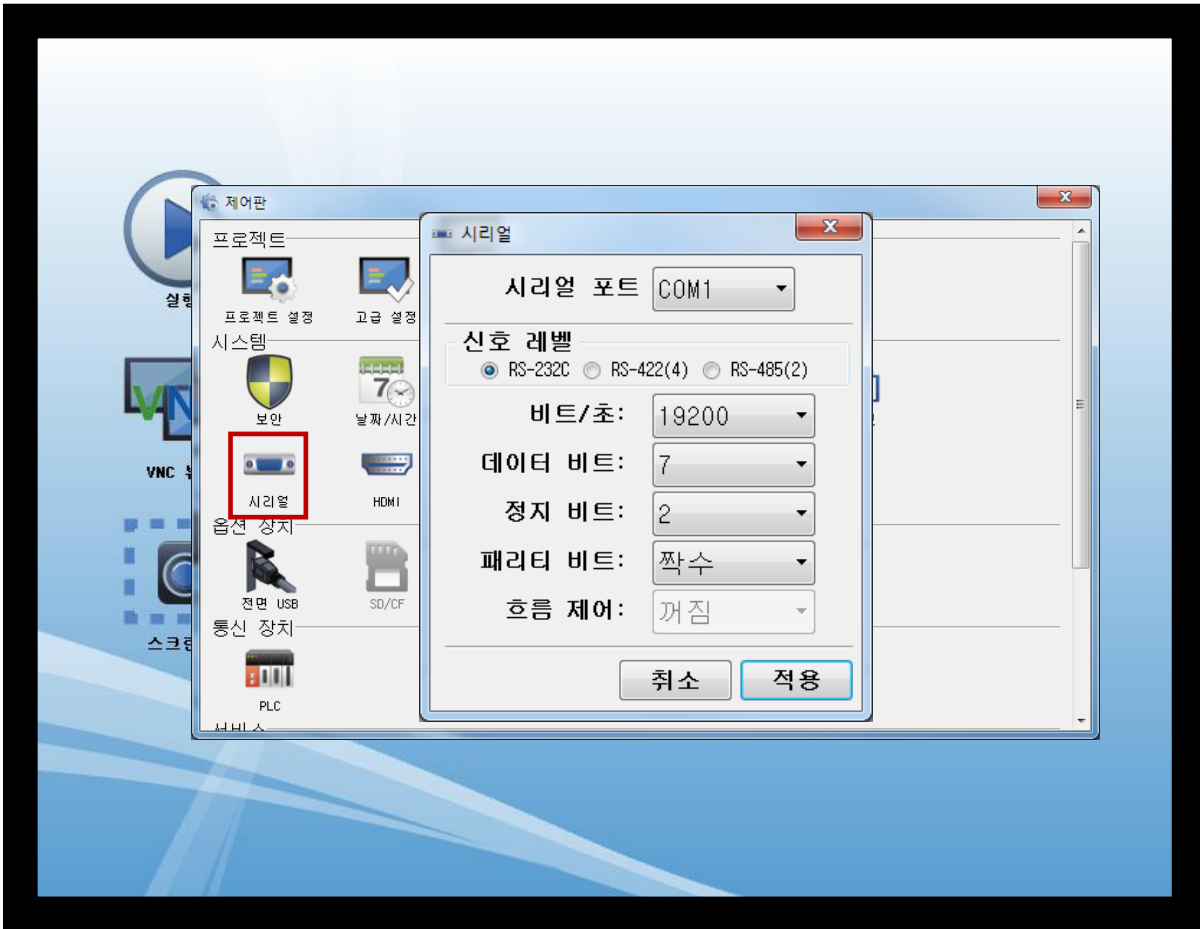 제어판
프로젝트
프로젝트 설정
고급 설정
시스템
보안
날짜/시간
시리얼
HDMI
옵션 장치
전면 USB
SD/CF
통신 장치
PLC
시리얼
시리얼 포트 COM1
신호 레벨
RS-232C RS-422(4) RS-485(2)
비트/초: 19200
데이터 비트: 7
정지 비트: 2
패리티 비트: 짝수
흐름 제어: 꺼짐
취소 적용
VNC